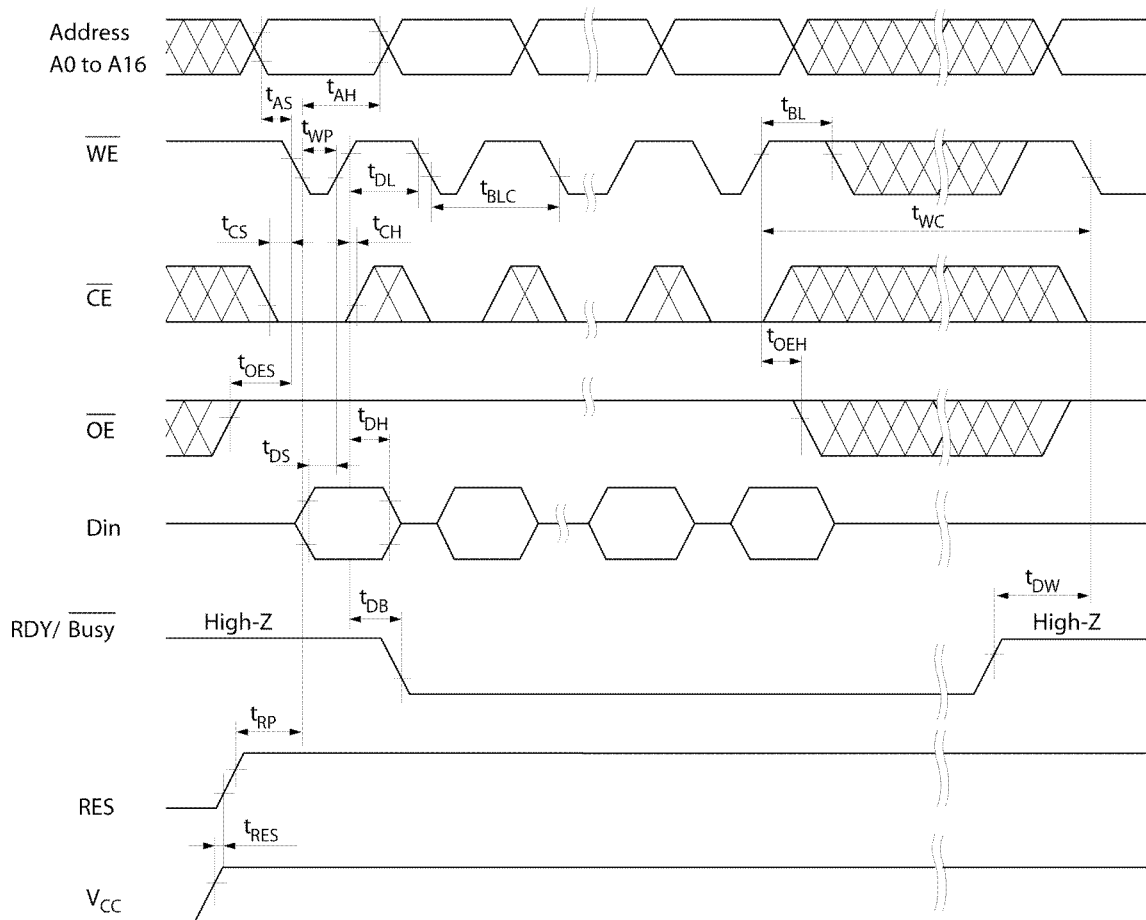 Address
A0 to A16
tAS
tAH
tWP
tBL
WE
tDL
tBLC
tWC
tCS
tCH
CE
tOES
tOEH
OE
tDH
tDS
Din
tDB
tDW
RDY/ Busy
High-Z
High-Z
tRP
RES
tRES
VCC